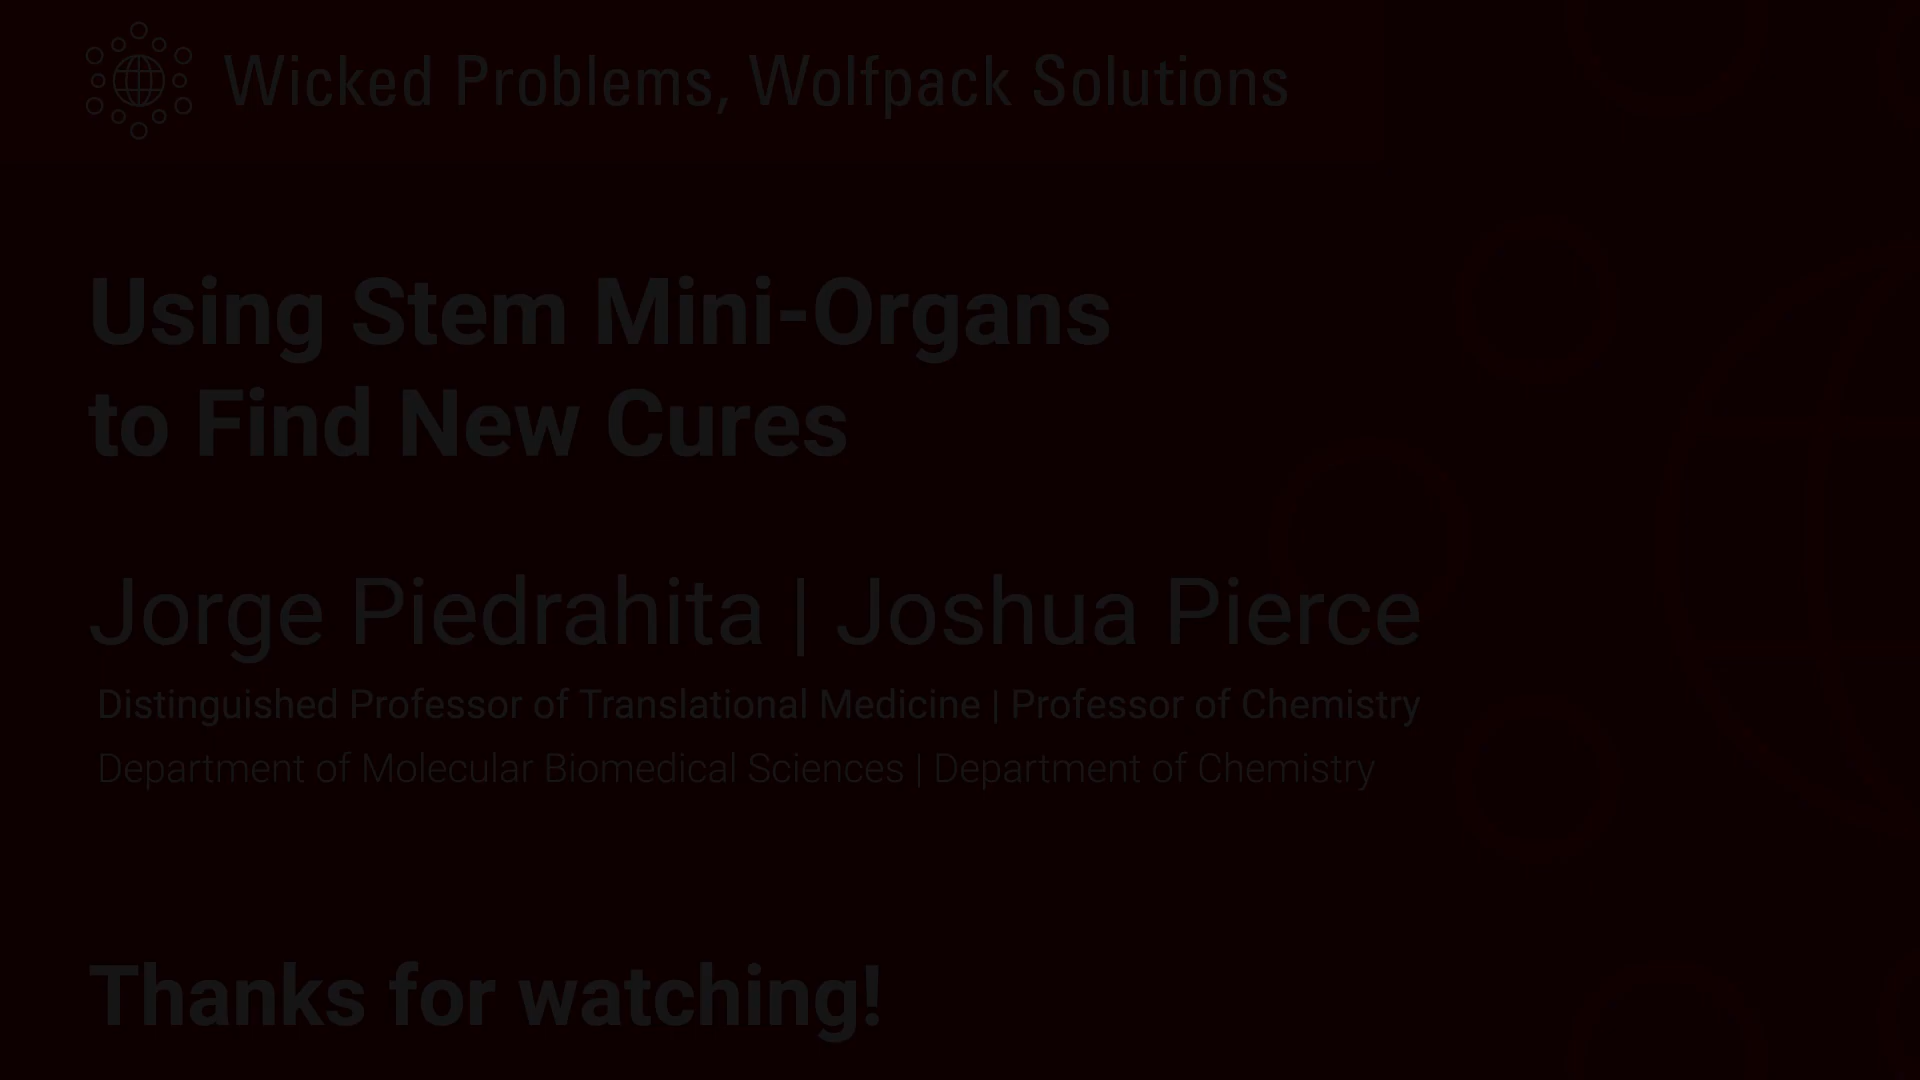 Wicked Problems, Wolfpack Solutions
Using Stem Mini-Organs
to Find New Cures
Jorge Piedrahita | Joshua Pierce
Distinguished Professor of Translational Medicine | Professor of Chemistry
Department of Molecular Biomedical Sciences | Department of Chemistry
Thanks for watching!